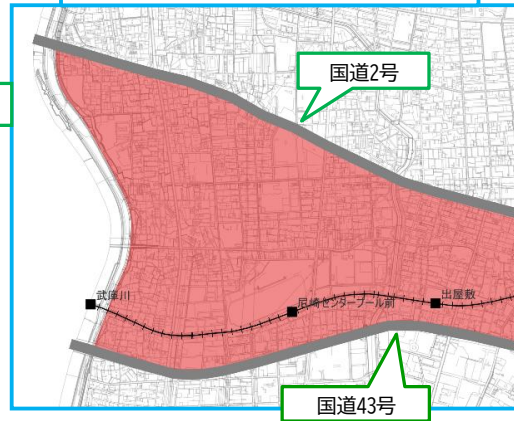 国道2号
武庫川
尼崎センタープール前
出屋敷
国道43号